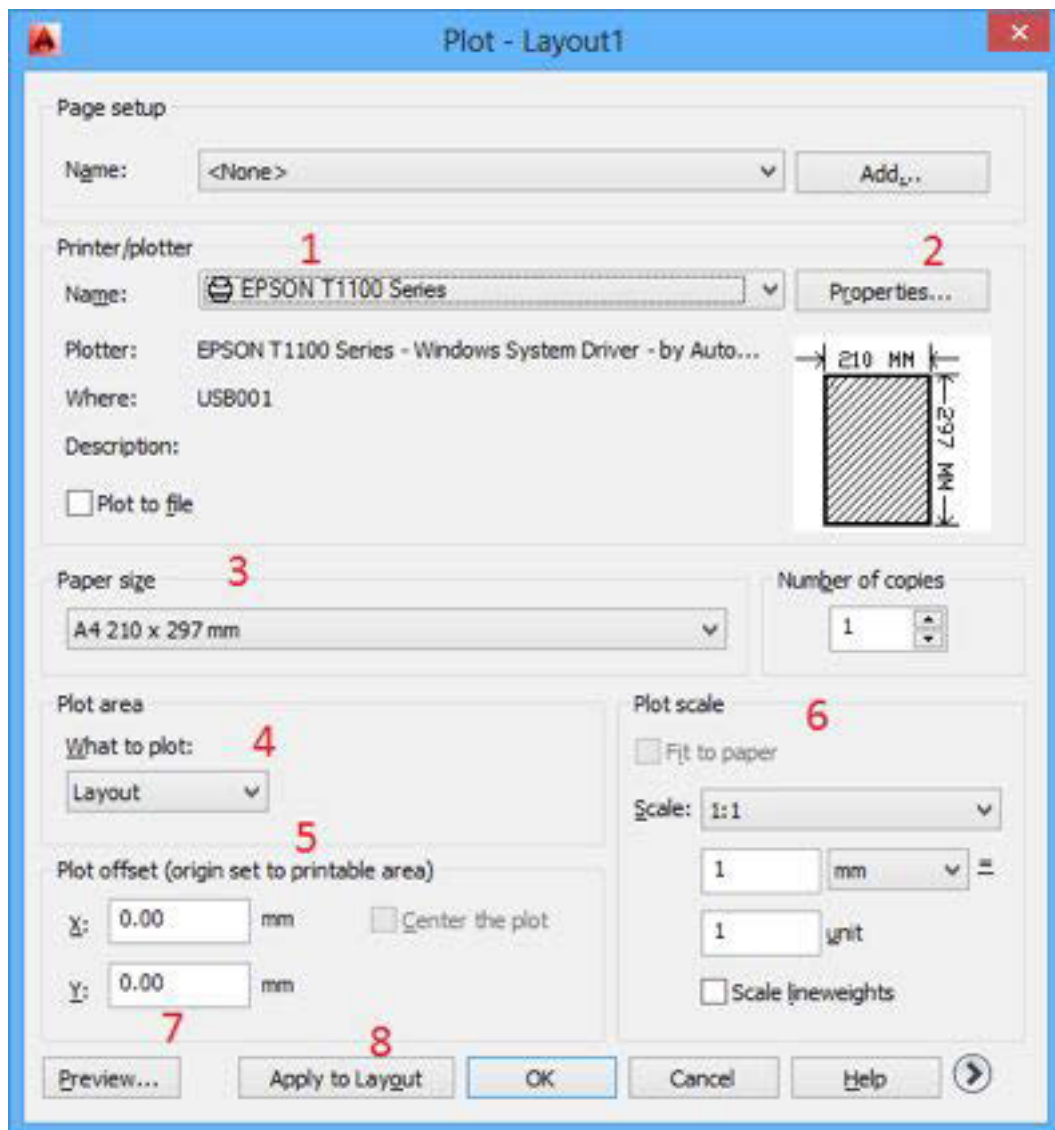 Plot - Layout1
Page setup
Name: <None> Add...
Printer/plotter 1 2
Name: EPSON T1100 Series Properties...
Plotter: EPSON T1100 Series - Windows System Driver - by Auto...
210 MM
Where: USB001
297 MM
Description:
Plot to file
Paper size 3 Number of copies
A4 210 x 297 mm 1
Plot area Plot scale 6
What to plot: 4 Fit to paper
Layout Scale: 1:1
5
Plot offset (origin set to printable area) 1 mm =
X: 0.00 mm Center the plot 1 unit
Y: 0.00 mm Scale lineweights
7 8
Preview... Apply to Layout OK Cancel Help